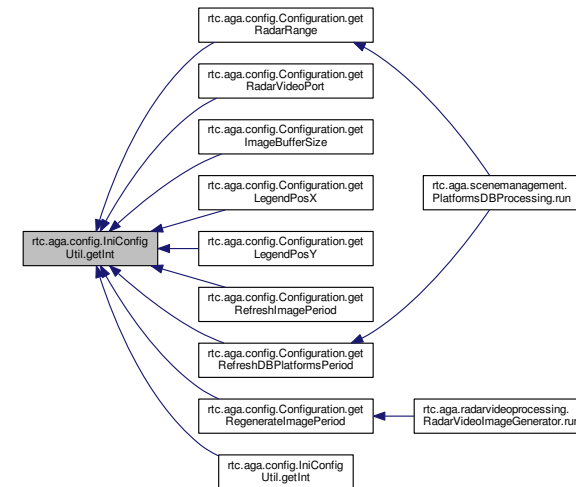 rtc.aga.config.Configuration.get
RadarRange
rtc.aga.config.Configuration.get
RadarVideoPort
rtc.aga.config.Configuration.get
ImageBufferSize
rtc.aga.config.Configuration.get
LegendPosX
rtc.aga.scenemanagement.
PlatformsDBProcessing.run
rtc.aga.config.IniConfig
Util.getInt
rtc.aga.config.Configuration.get
LegendPosY
rtc.aga.config.Configuration.get
RefreshImagePeriod
rtc.aga.config.Configuration.get
RefreshDBPlatformsPeriod
rtc.aga.config.Configuration.get
RegenerateImagePeriod
rtc.aga.radarvideoprocessing.
RadarVideoImageGenerator.run
rtc.aga.config.IniConfig
Util.getInt